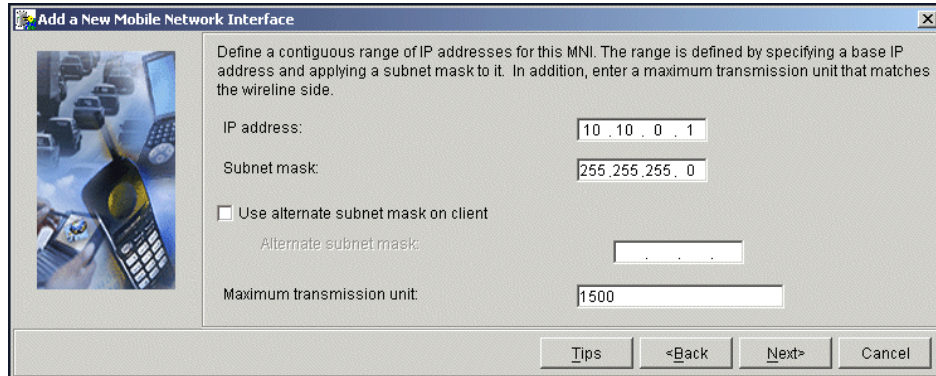 Add a New Mobile Network Interface
Define a contiguous range of IP addresses for this MNI. The range is defined by specifying a base IP
address and applying a subnet mask to it. In addition, enter a maximum transmission unit that matches
the wireline side.
IP address: 10 . 10 . 0 . 1
Subnet mask: 255.255.255. 0
Use alternate subnet mask on client
Alternate subnet mask: . . .
Maximum transmission unit: 1500
Tips <Back Next> Cancel